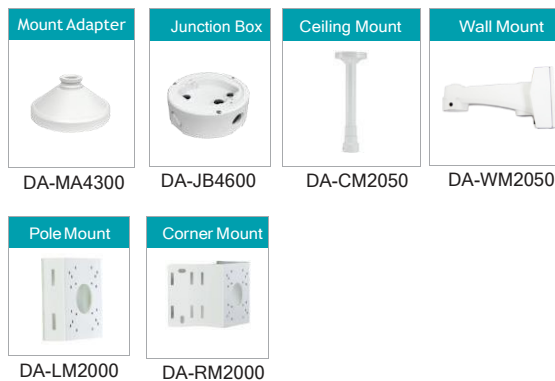 Mount Adapter
Junction Box
Ceiling Mount
Wall Mount
DA-MA4300
DA-JB4600
DA-CM2050
DA-WM2050
Pole Mount
Corner Mount
DA-LM2000
DA-RM2000